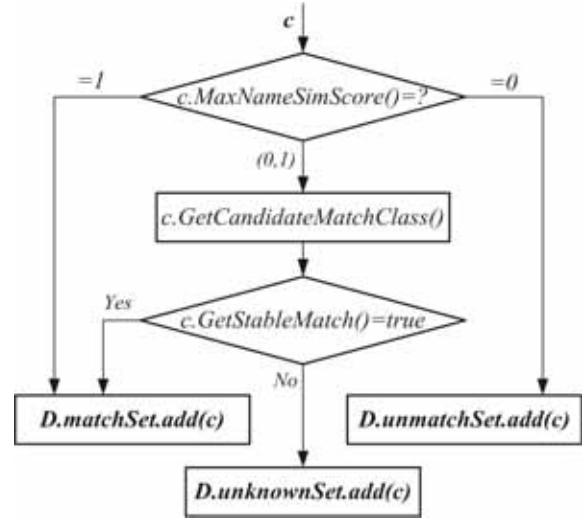 c
=1
c.MaxNameSimScore()=?
=0
(0,1)
c.GetCandidateMatchClass()
Yes
c.GetStableMatch()=true
No
D.matchSet.add(c)
D.unmatchSet.add(c)
D.unknownSet.add(c)